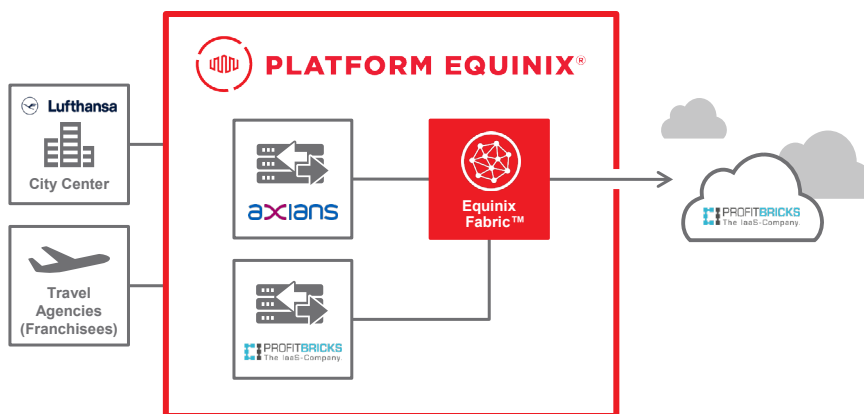 PLATFORM EQUINIX®
Lufthansa
City Center
Travel
Agencies
(Franchisees)
axians
PROFITBRICKS
The IaaS-Company.
Equinix
Fabric™
PROFITBRICKS
The IaaS-Company.